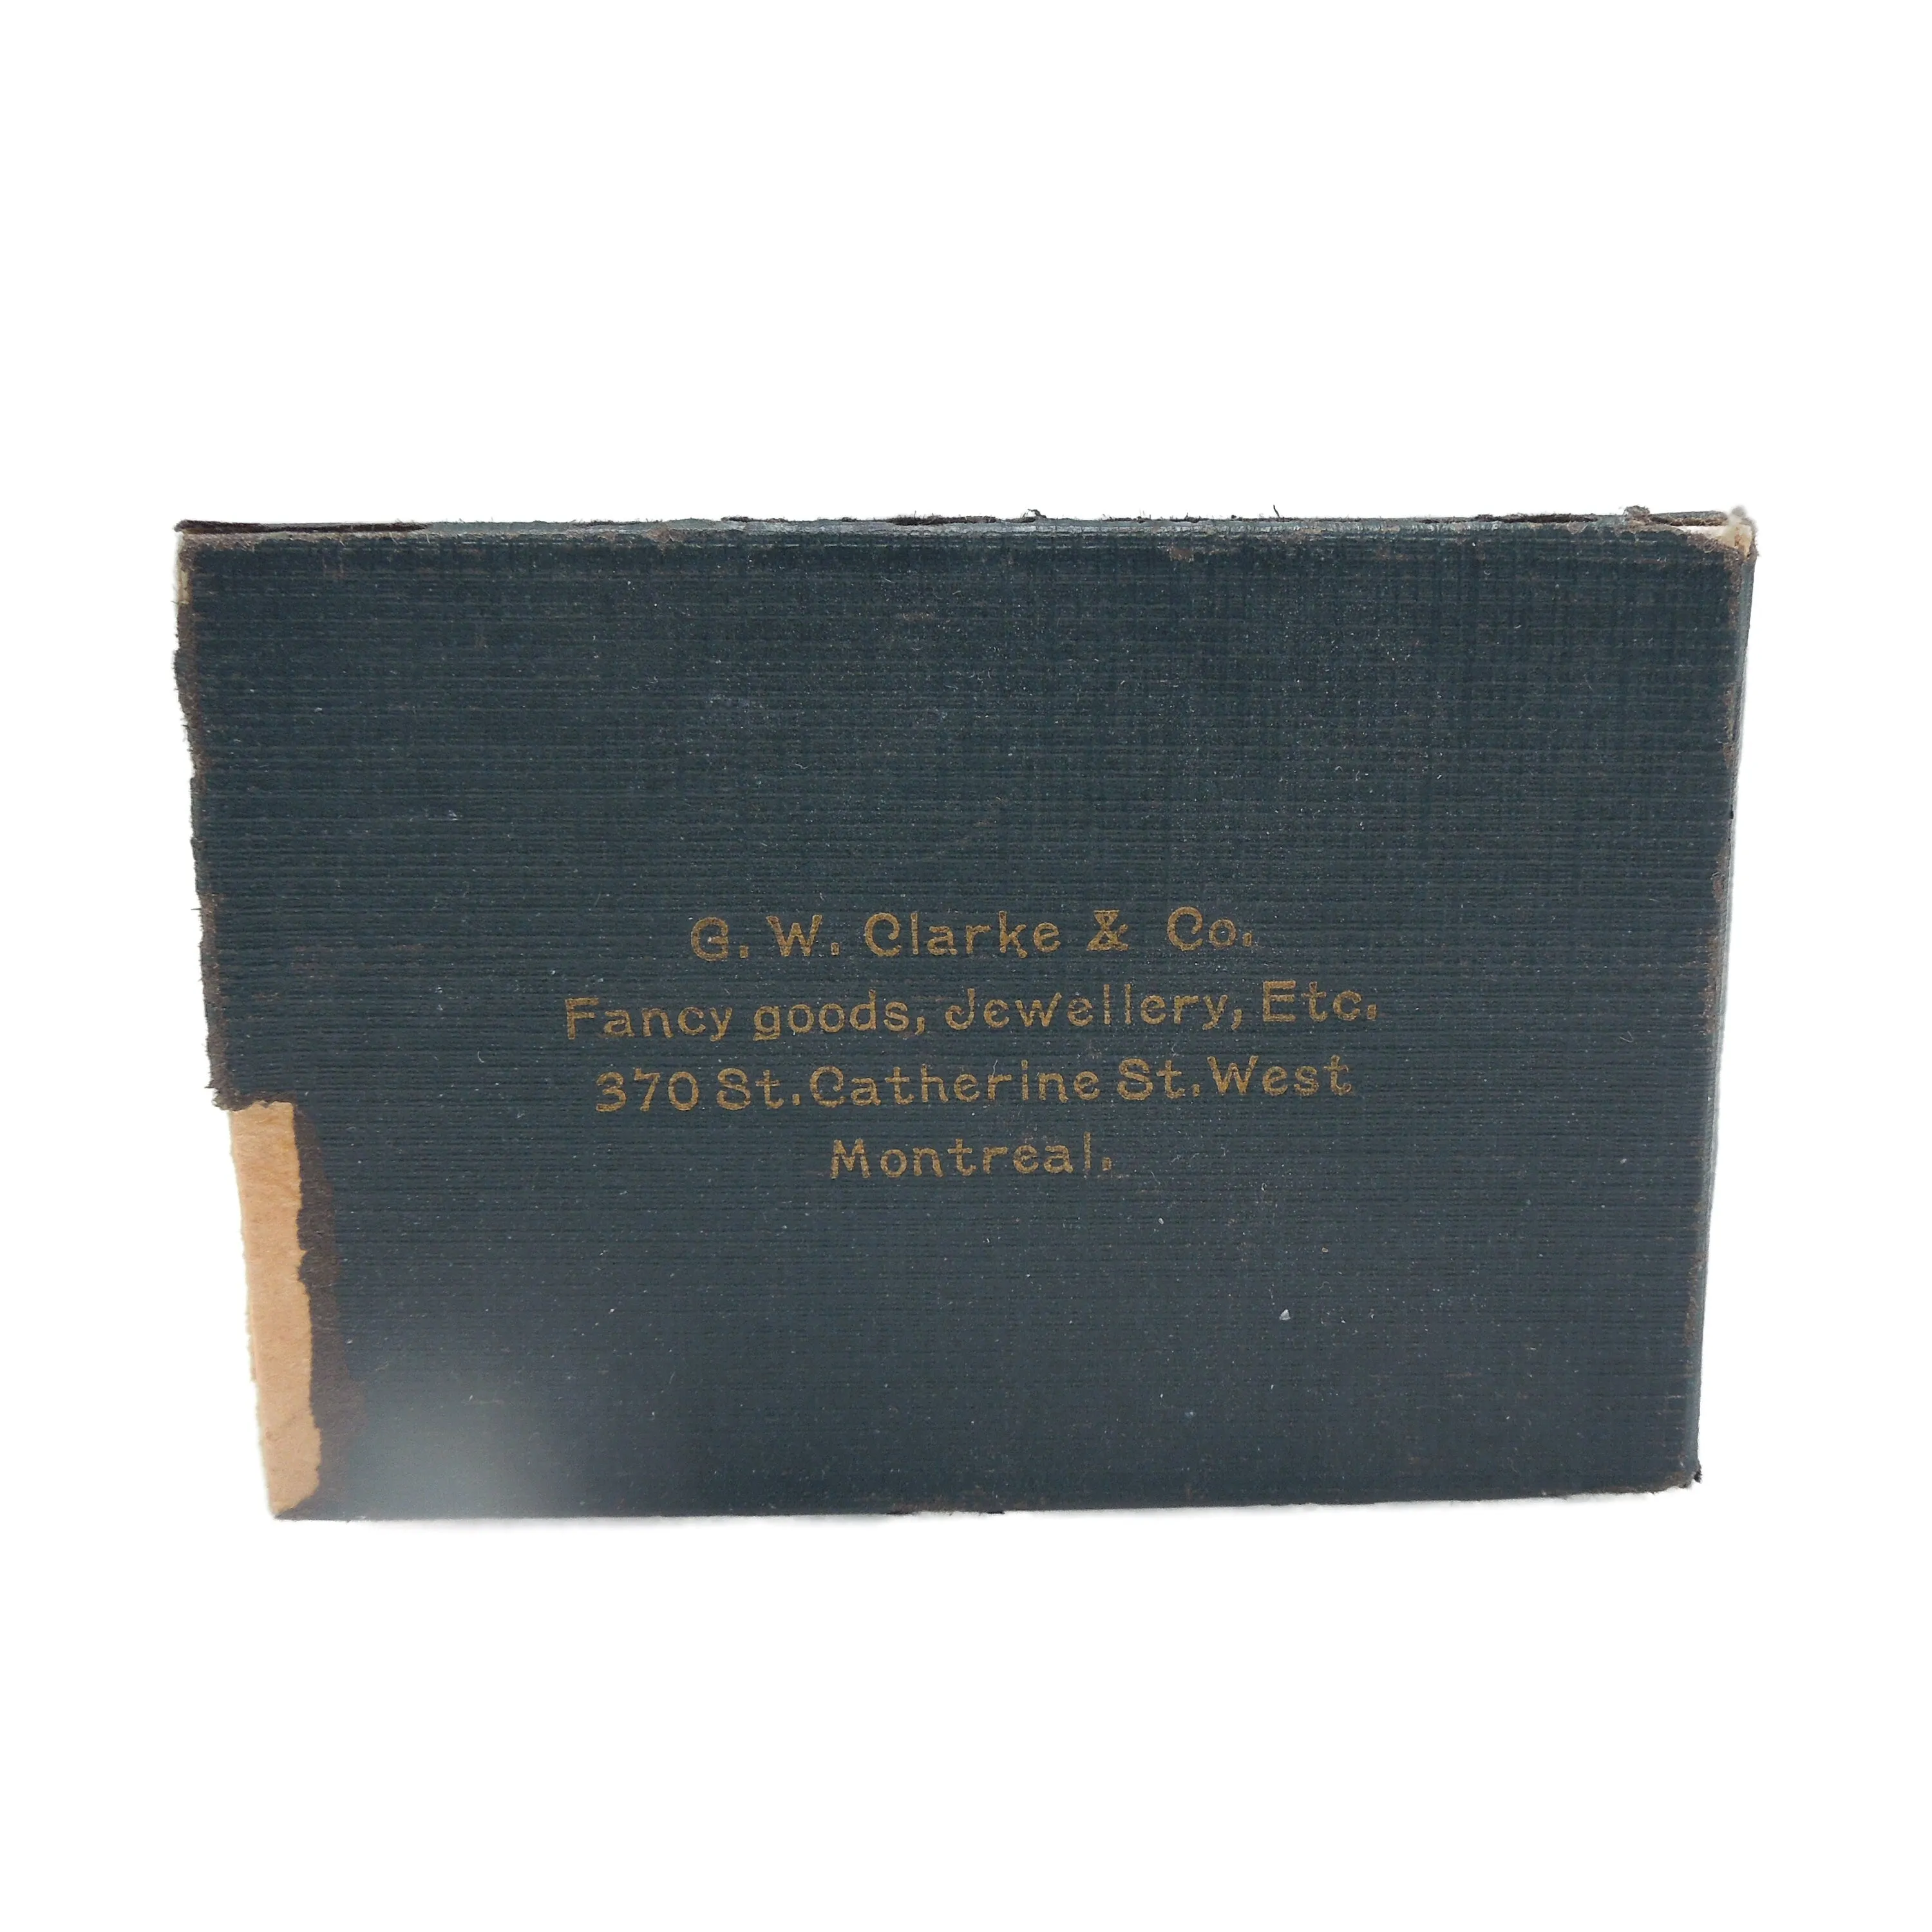 G. W. Clarke & Co.
Fancy goods, Jewellery, Etc.
370 St. Catherine St. West
Montreal.